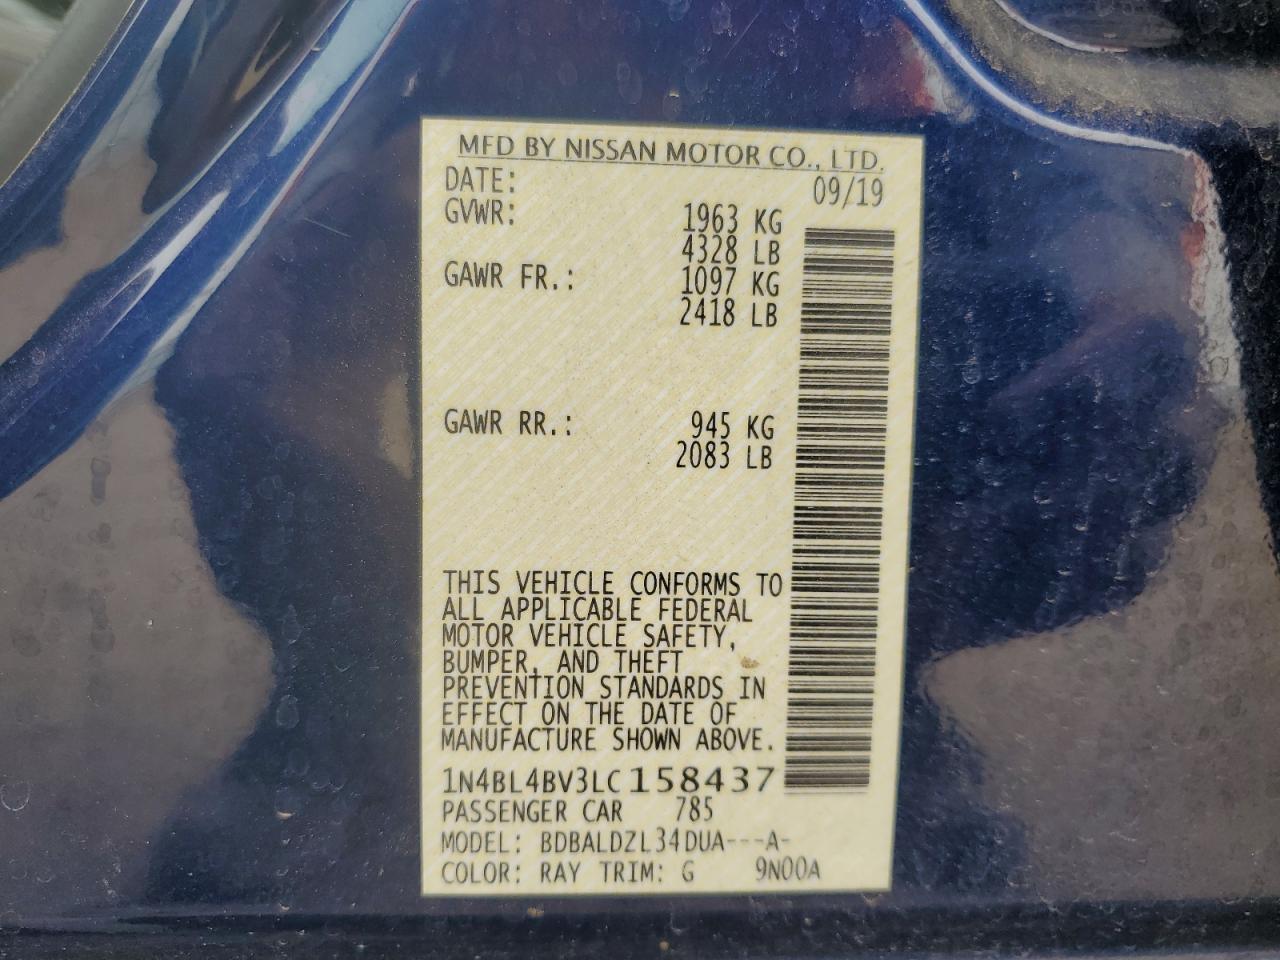 MFD BY NISSAN MOTOR CO., LTD.
DATE: 09/19
GVWR: 1963 KG
4328 LB
GAWR FR.: 1097 KG
2418 LB
GAWR RR.: 945 KG
2083 LB
THIS VEHICLE CONFORMS TO
ALL APPLICABLE FEDERAL
MOTOR VEHICLE SAFETY,
BUMPER, AND THEFT
PREVENTION STANDARDS IN
EFFECT ON THE DATE OF
MANUFACTURE SHOWN ABOVE.
1N4BL4BV3LC158437
PASSENGER CAR 785
MODEL: BDBALDZL34DUA---A-
COLOR: RAY TRIM: G 9N00A